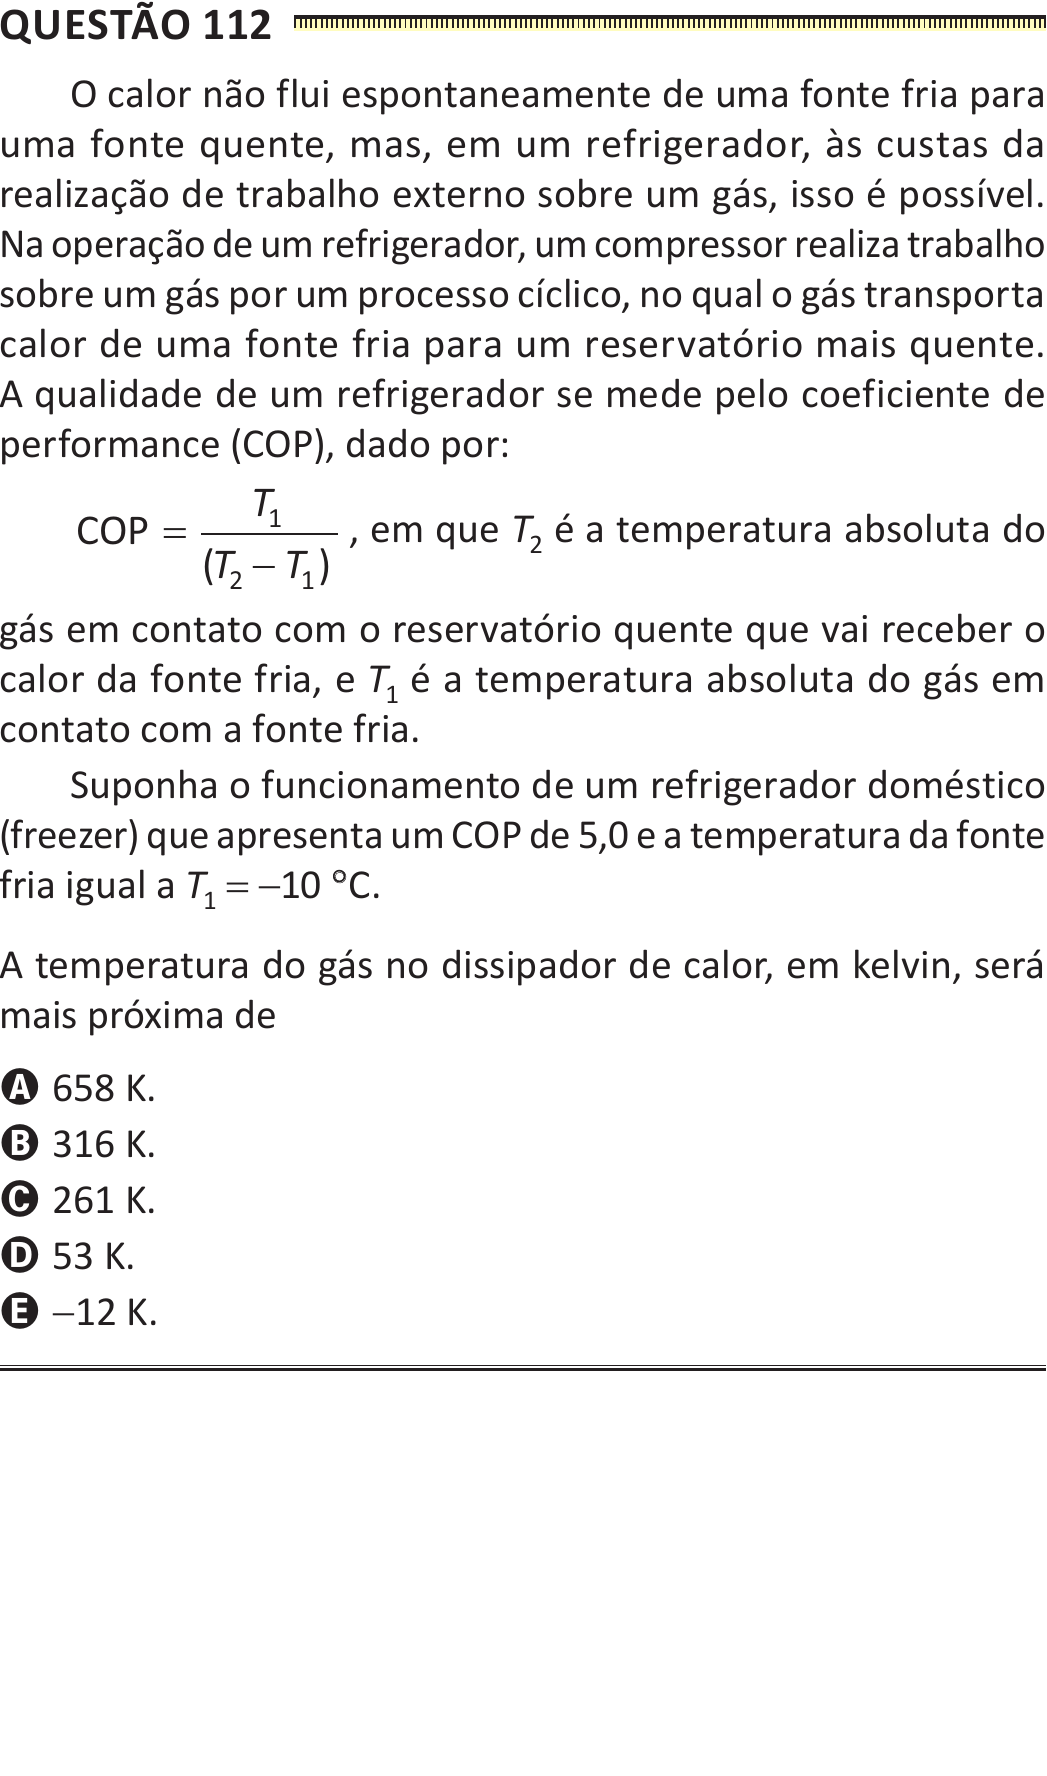 QUESTÃO 112
O calor não flui espontaneamente de uma fonte fria para
uma fonte quente, mas, em um refrigerador, às custas da
realização de trabalho externo sobre um gás, isso é possível.
Na operação de um refrigerador, um compressor realiza trabalho
sobre um gás por um processo cíclico, no qual o gás transporta
calor de uma fonte fria para um reservatório mais quente.
A qualidade de um refrigerador se mede pelo coeficiente de
performance (COP), dado por:
COP = T₁ / (T₂ – T₁) , em que T₂ é a temperatura absoluta do
gás em contato com o reservatório quente que vai receber o
calor da fonte fria, e T₁ é a temperatura absoluta do gás em
contato com a fonte fria.
Suponha o funcionamento de um refrigerador doméstico
(freezer) que apresenta um COP de 5,0 e a temperatura da fonte
fria igual a T₁ = –10 °C.
A temperatura do gás no dissipador de calor, em kelvin, será
mais próxima de
A 658 K.
B 316 K.
C 261 K.
D 53 K.
E –12 K.